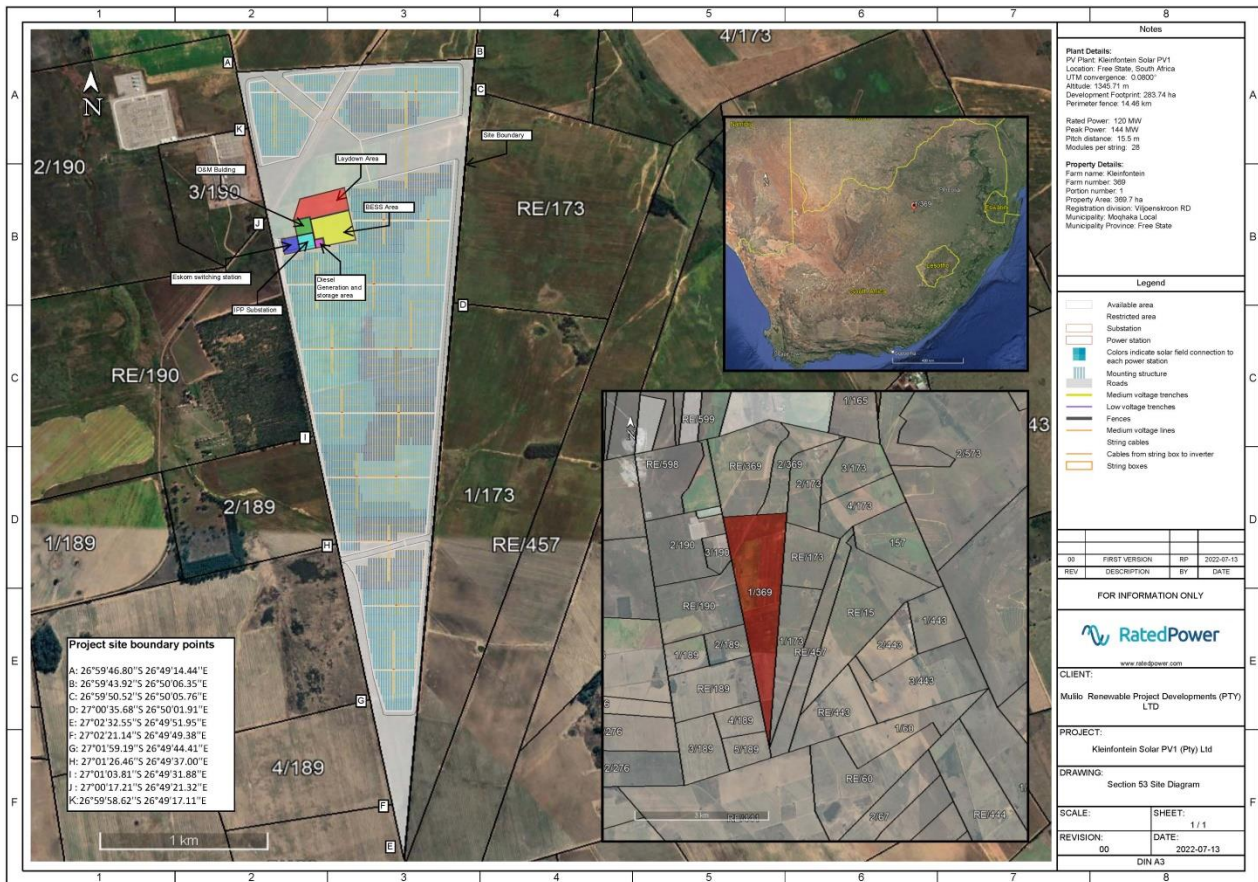 1 2 3 4 5 6 7 8
A
B
C
D
E
F
A
B
C
D
E
F
1 2 3 4 5 6 7 8
N
4/173
2/190
3/190
RE/173
RE/190
2/189
1/189
1/173
RE/457
4/189
43
A
B
C
K
J
D
I
H
G
F
E
O&M Bulding
Laydown Area
Site Boundary
BESS Area
Eskom switching station
IPP Substation
Diesel
Generation and
storage area
Project site boundary points
A: 26°59'46.80''S 26°49'14.44''E
B: 26°59'43.92''S 26°50'06.35''E
C: 26°59'50.52''S 26°50'05.76''E
D: 27°00'35.68''S 26°50'01.91''E
E: 27°02'32.55''S 26°49'51.95''E
F: 27°02'21.14''S 26°49'49.38''E
G: 27°01'59.19''S 26°49'44.41''E
H: 27°01'26.46''S 26°49'37.00''E
I : 27°01'03.81''S 26°49'31.88''E
J : 27°00'17.21''S 26°49'21.32''E
K:26°59'58.62''S 26°49'17.11''E
1 km
369
Eswatini
Lesotho
N
RE/599
1/165
RE/598
RE/369
2/369
3/173
2/573
2/173
4/173
2/190
3/190
RE/173
157
1/369
RE/190
RE/15
1/443
2/189
1/173
1/189
RE/457
2/443
RE/189
3/443
4/189
RE/443
1/68
276
3/189
5/189
2/276
RE/60
2/67
RE/444
Notes
Plant Details:
PV Plant: Kleinfontein Solar PV1
Location: Free State, South Africa
UTM convergence: 0.0800°
Altitude: 1345.71 m
Development Footprint: 283.74 ha
Perimeter fence: 14.46 km
Rated Power: 120 MW
Peak Power: 144 MW
Pitch distance: 15.5 m
Modules per string: 28
Property Details:
Farm name: Kleinfontein
Farm number: 369
Portion number: 1
Property Area: 369.7 ha
Registration division: Viljoenskroon RD
Municipality: Moqhaka Local
Municipality Province: Free State
Legend
Available area
Restricted area
Substation
Power station
Colors indicate solar field connection to
each power station
Mounting structure
Roads
Medium voltage trenches
Low voltage trenches
Fences
Medium voltage lines
String cables
Cables from string box to inverter
String boxes
00 FIRST VERSION RP 2022-07-13
REV DESCRIPTION BY DATE
FOR INFORMATION ONLY
RatedPower
www.ratedpower.com
CLIENT:
Mulilo Renewable Project Developments (PTY)
LTD
PROJECT:
Kleinfontein Solar PV1 (Pty) Ltd
DRAWING:
Section 53 Site Diagram
SCALE: SHEET:
1 / 1
REVISION: DATE:
00 2022-07-13
DIN A3